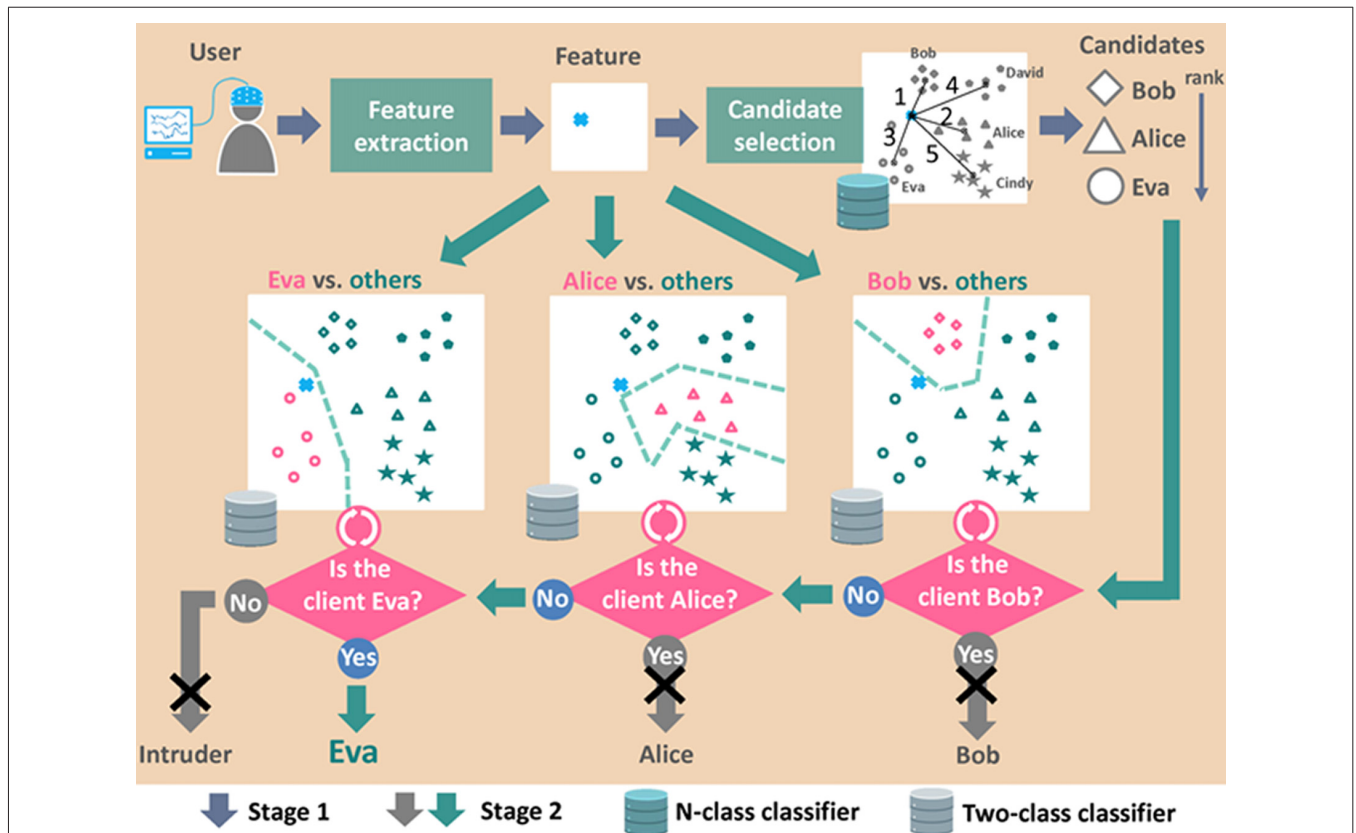 User
Feature extraction
Feature
Candidate selection
Bob
David
Alice
Cindy
Eva
1
4
2
3
5
Candidates
rank
Bob
Alice
Eva
Eva vs. others
Alice vs. others
Bob vs. others
Is the
client Eva?
Is the
client Alice?
Is the
client Bob?
No
No
No
Yes
Yes
Yes
Intruder
Eva
Alice
Bob
Stage 1
Stage 2
N-class classifier
Two-class classifier